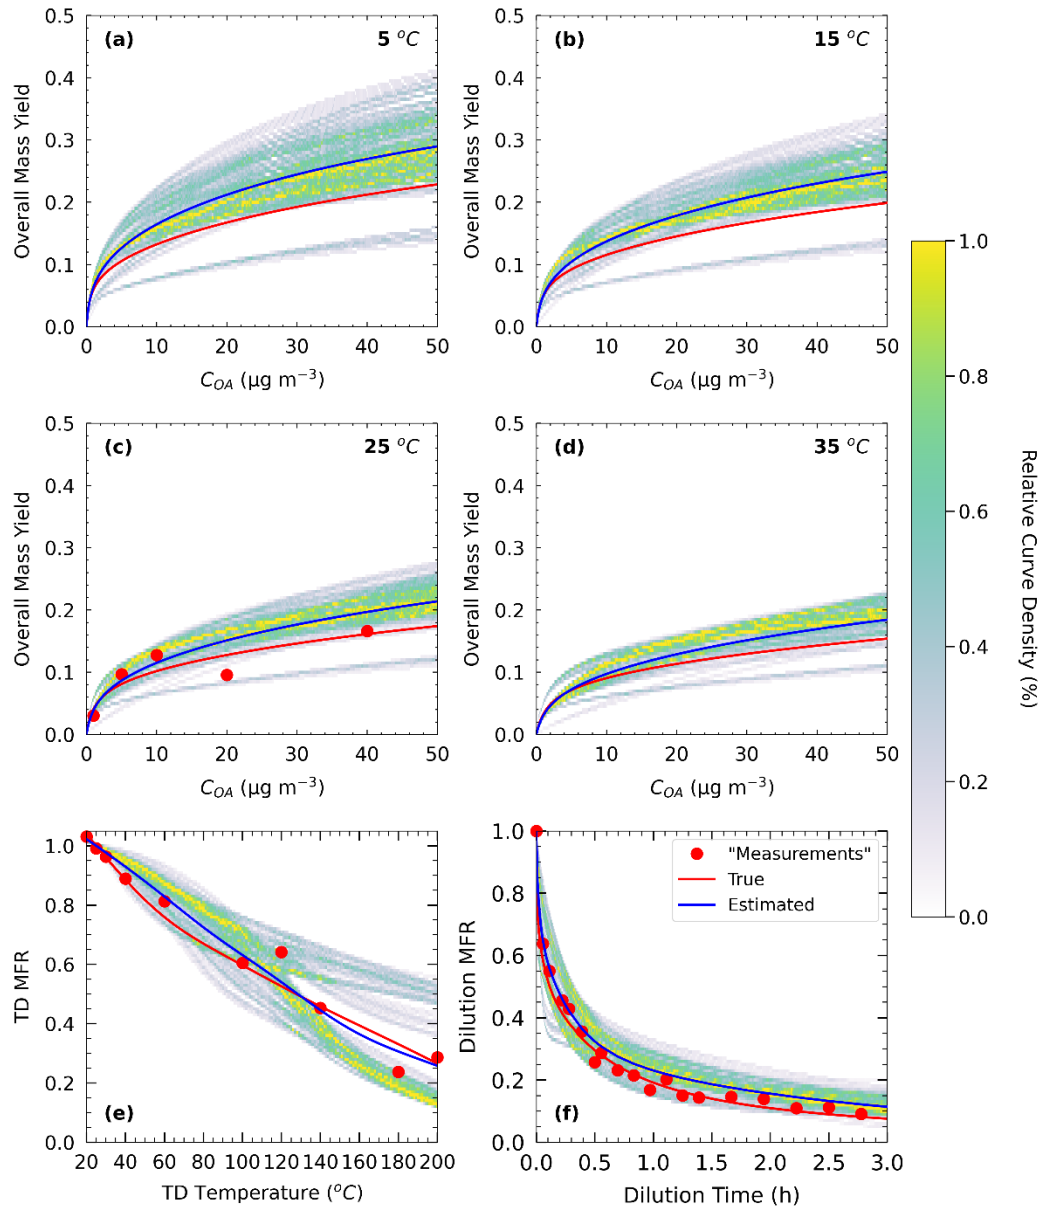 (a) 5 °C
0.5
0.4
0.3
0.2
0.1
0.0
Overall Mass Yield
0 10 20 30 40 50
C_OA (μg m⁻³)
(b) 15 °C
0.5
0.4
0.3
0.2
0.1
0.0
Overall Mass Yield
0 10 20 30 40 50
C_OA (μg m⁻³)
(c) 25 °C
0.5
0.4
0.3
0.2
0.1
0.0
Overall Mass Yield
0 10 20 30 40 50
C_OA (μg m⁻³)
(d) 35 °C
0.5
0.4
0.3
0.2
0.1
0.0
Overall Mass Yield
0 10 20 30 40 50
C_OA (μg m⁻³)
1.0
0.8
0.6
0.4
0.2
0.0
Relative Curve Density (%)
1.0
0.8
0.6
0.4
0.2
0.0
TD MFR
(e)
20 40 60 80 100 120 140 160 180 200
TD Temperature (°C)
1.0
0.8
0.6
0.4
0.2
0.0
Dilution MFR
"Measurements"
True
Estimated
(f)
0.0 0.5 1.0 1.5 2.0 2.5 3.0
Dilution Time (h)